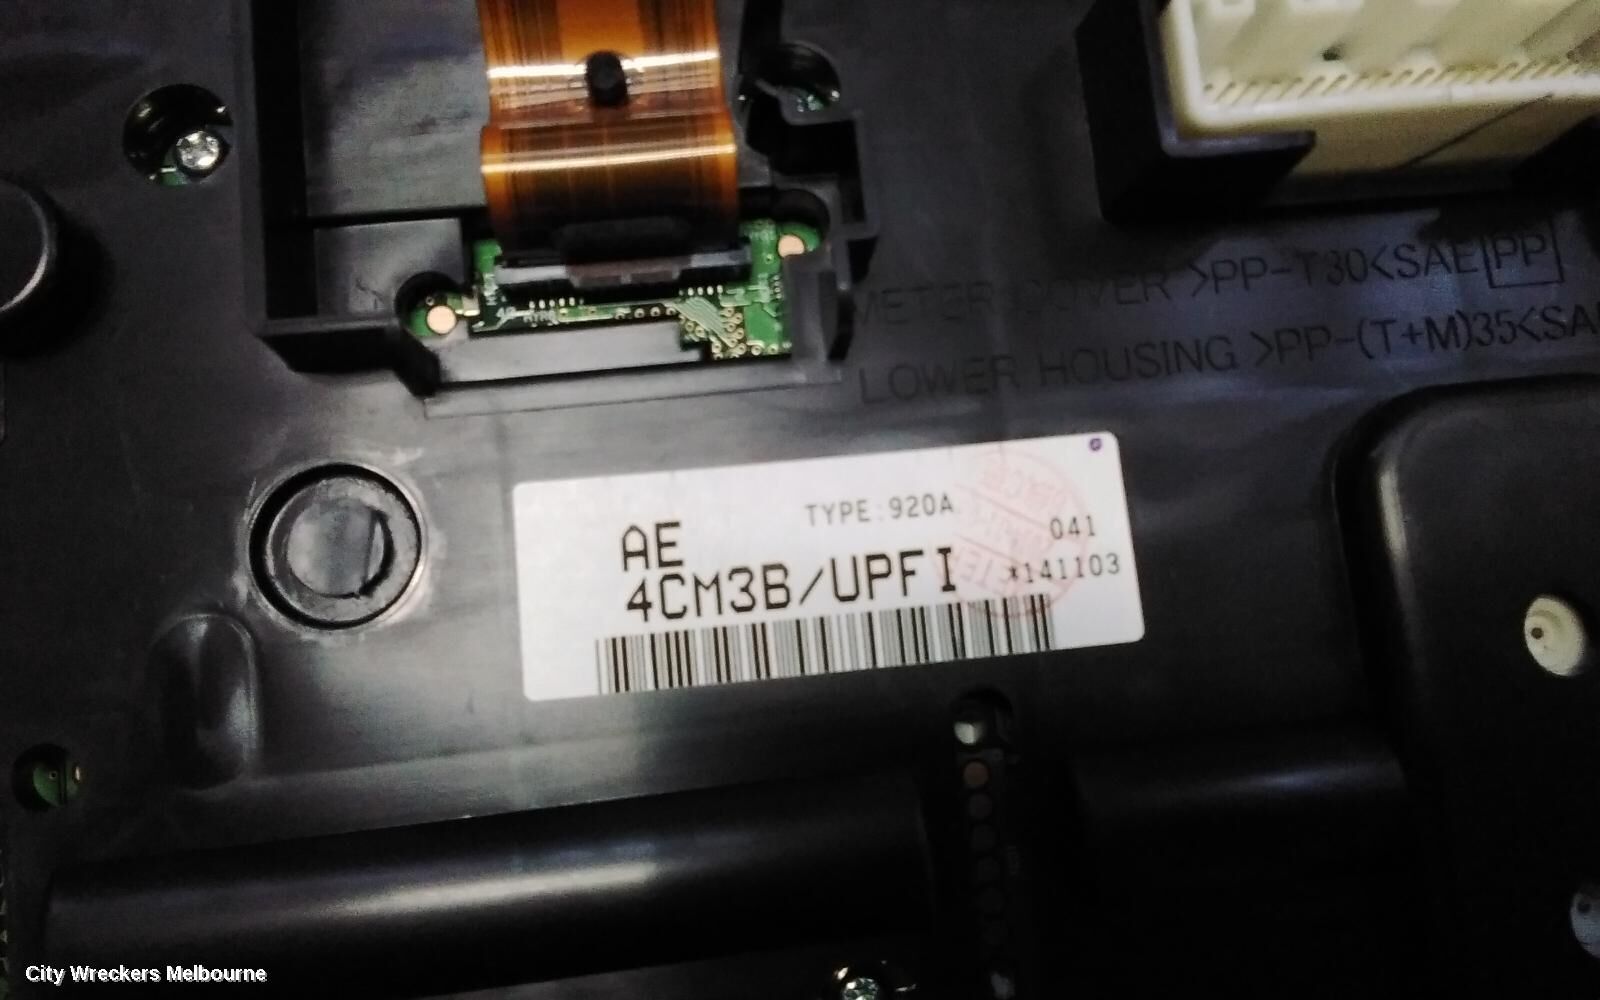 METER COVER >PP-T30<SAE PP
LOWER HOUSING >PP-(T+M)35<SAE
TYPE:920A
AE
041
4CM3B/UPFI
*141103
City Wreckers Melbourne